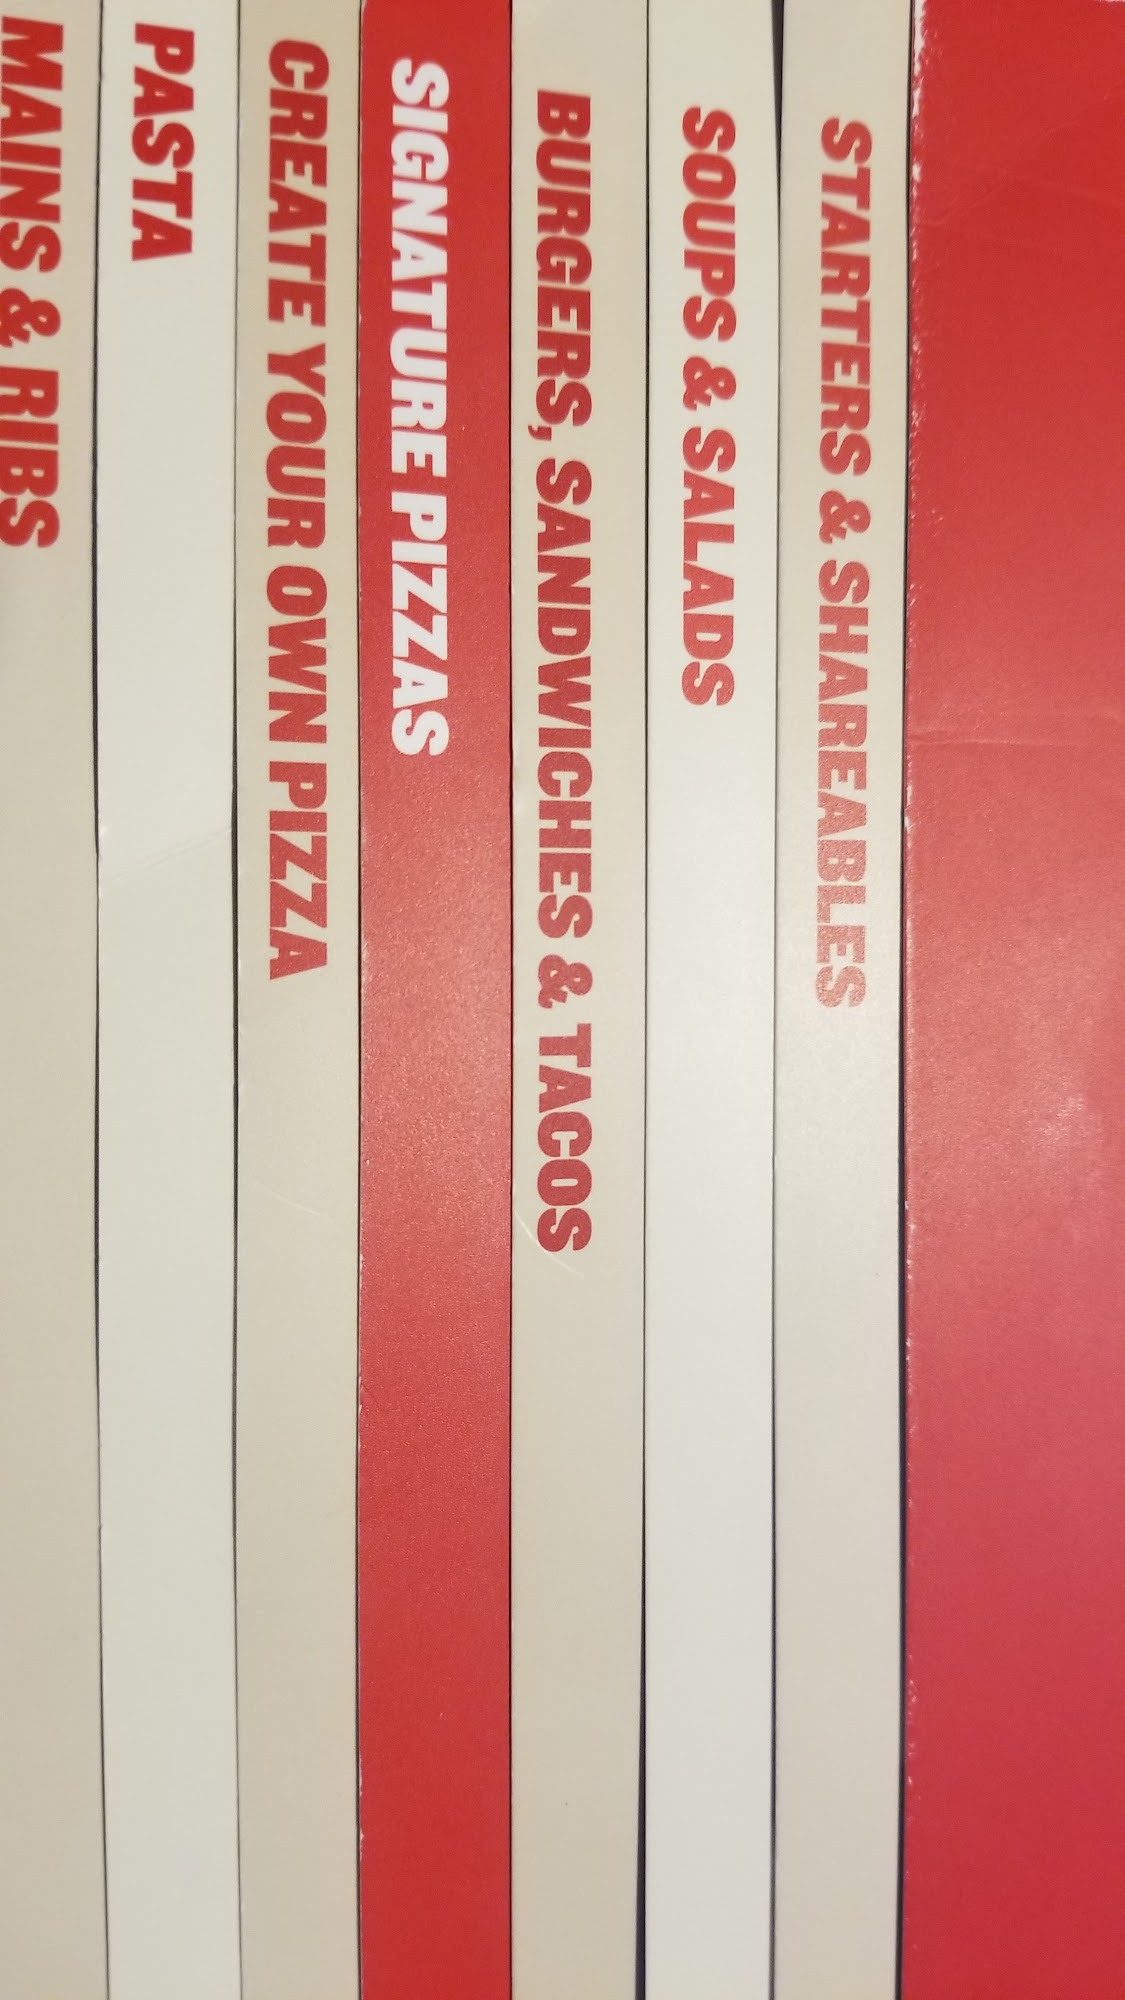 STARTERS & SHAREABLES
SOUPS & SALADS
BURGERS, SANDWICHES & TACOS
SIGNATURE PIZZAS
CREATE YOUR OWN PIZZA
PASTA
MAINS & RIBS